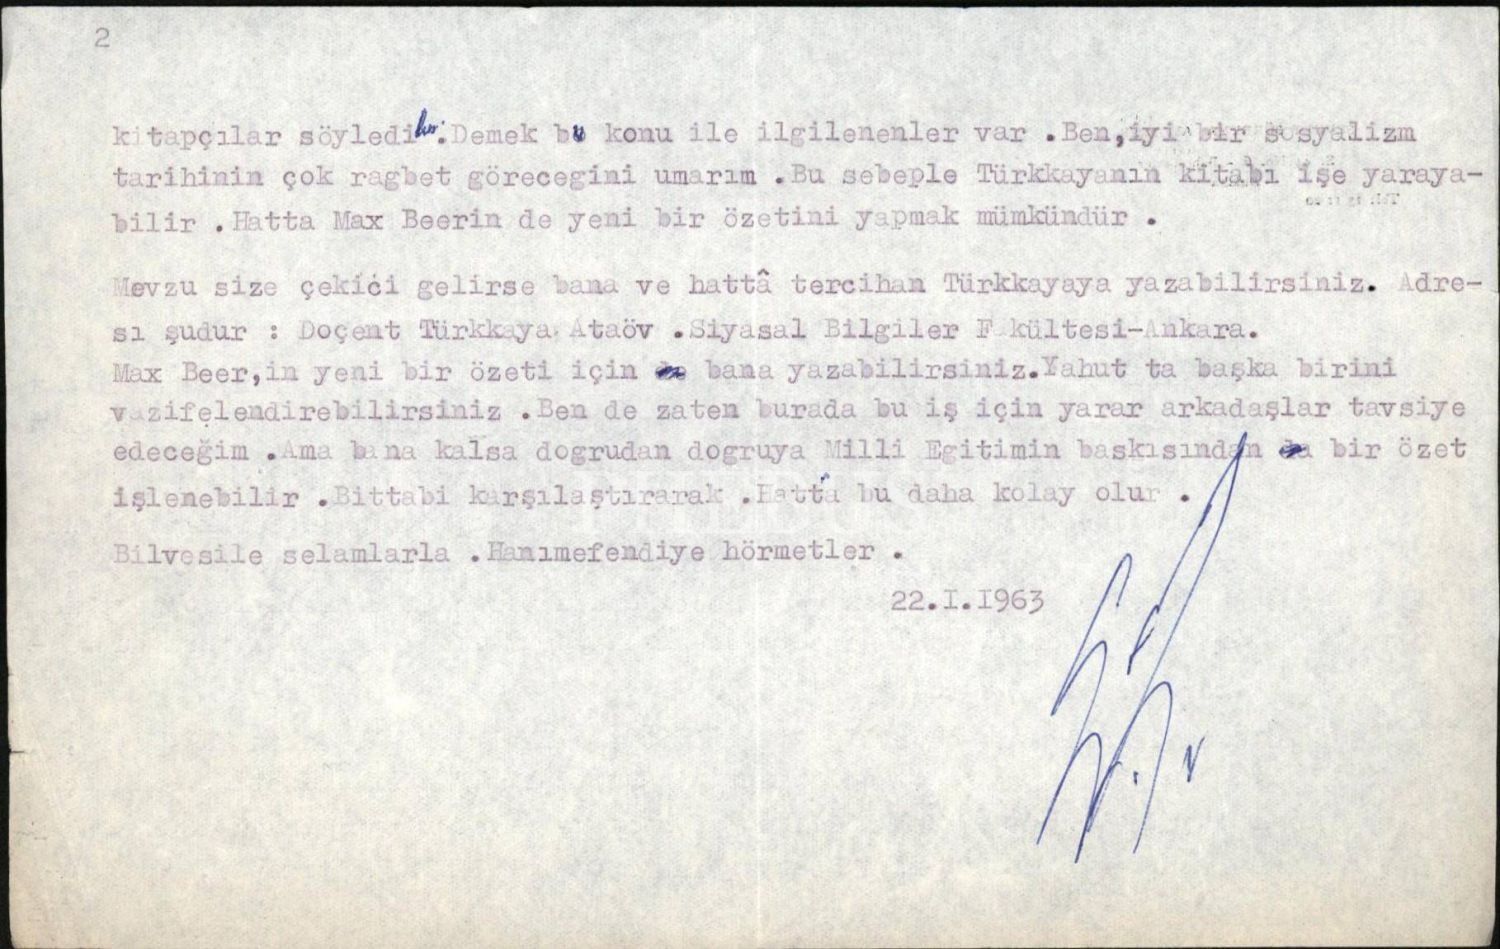 2
kitapçılar söylediler.Demek bu konu ile ilgilenenler var .Ben,iyi bir sosyalizm
tarihinin çok ragbet görecegini umarım .Bu sebeple Türkkayanın kitabı işe yaraya-
bilir .Hatta Max Beerin de yeni bir özetini yapmak mümkündür .
Mevzu size çekici gelirse bana ve hattâ tercihan Türkkayaya yazabilirsiniz. Adre-
si şudur : Doçent Türkkaya Ataöv .Siyasal Bilgiler Fakültesi-Ankara.
Max Beer,in yeni bir özeti için bana yazabilirsiniz.Yahut ta başka birini
vazifelendirebilirsiniz .Ben de zaten burada bu iş için yarar arkadaşlar tavsiye
edeceğim .Ama bana kalsa dogrudan dogruya Milli Egitimin baskısından bir özet
işlenebilir .Bittabi karşılaştırarak .Hattá bu daha kolay olur .
Bilvesile selamlarla .Hanımefendiye hörmetler .
22.I.1963